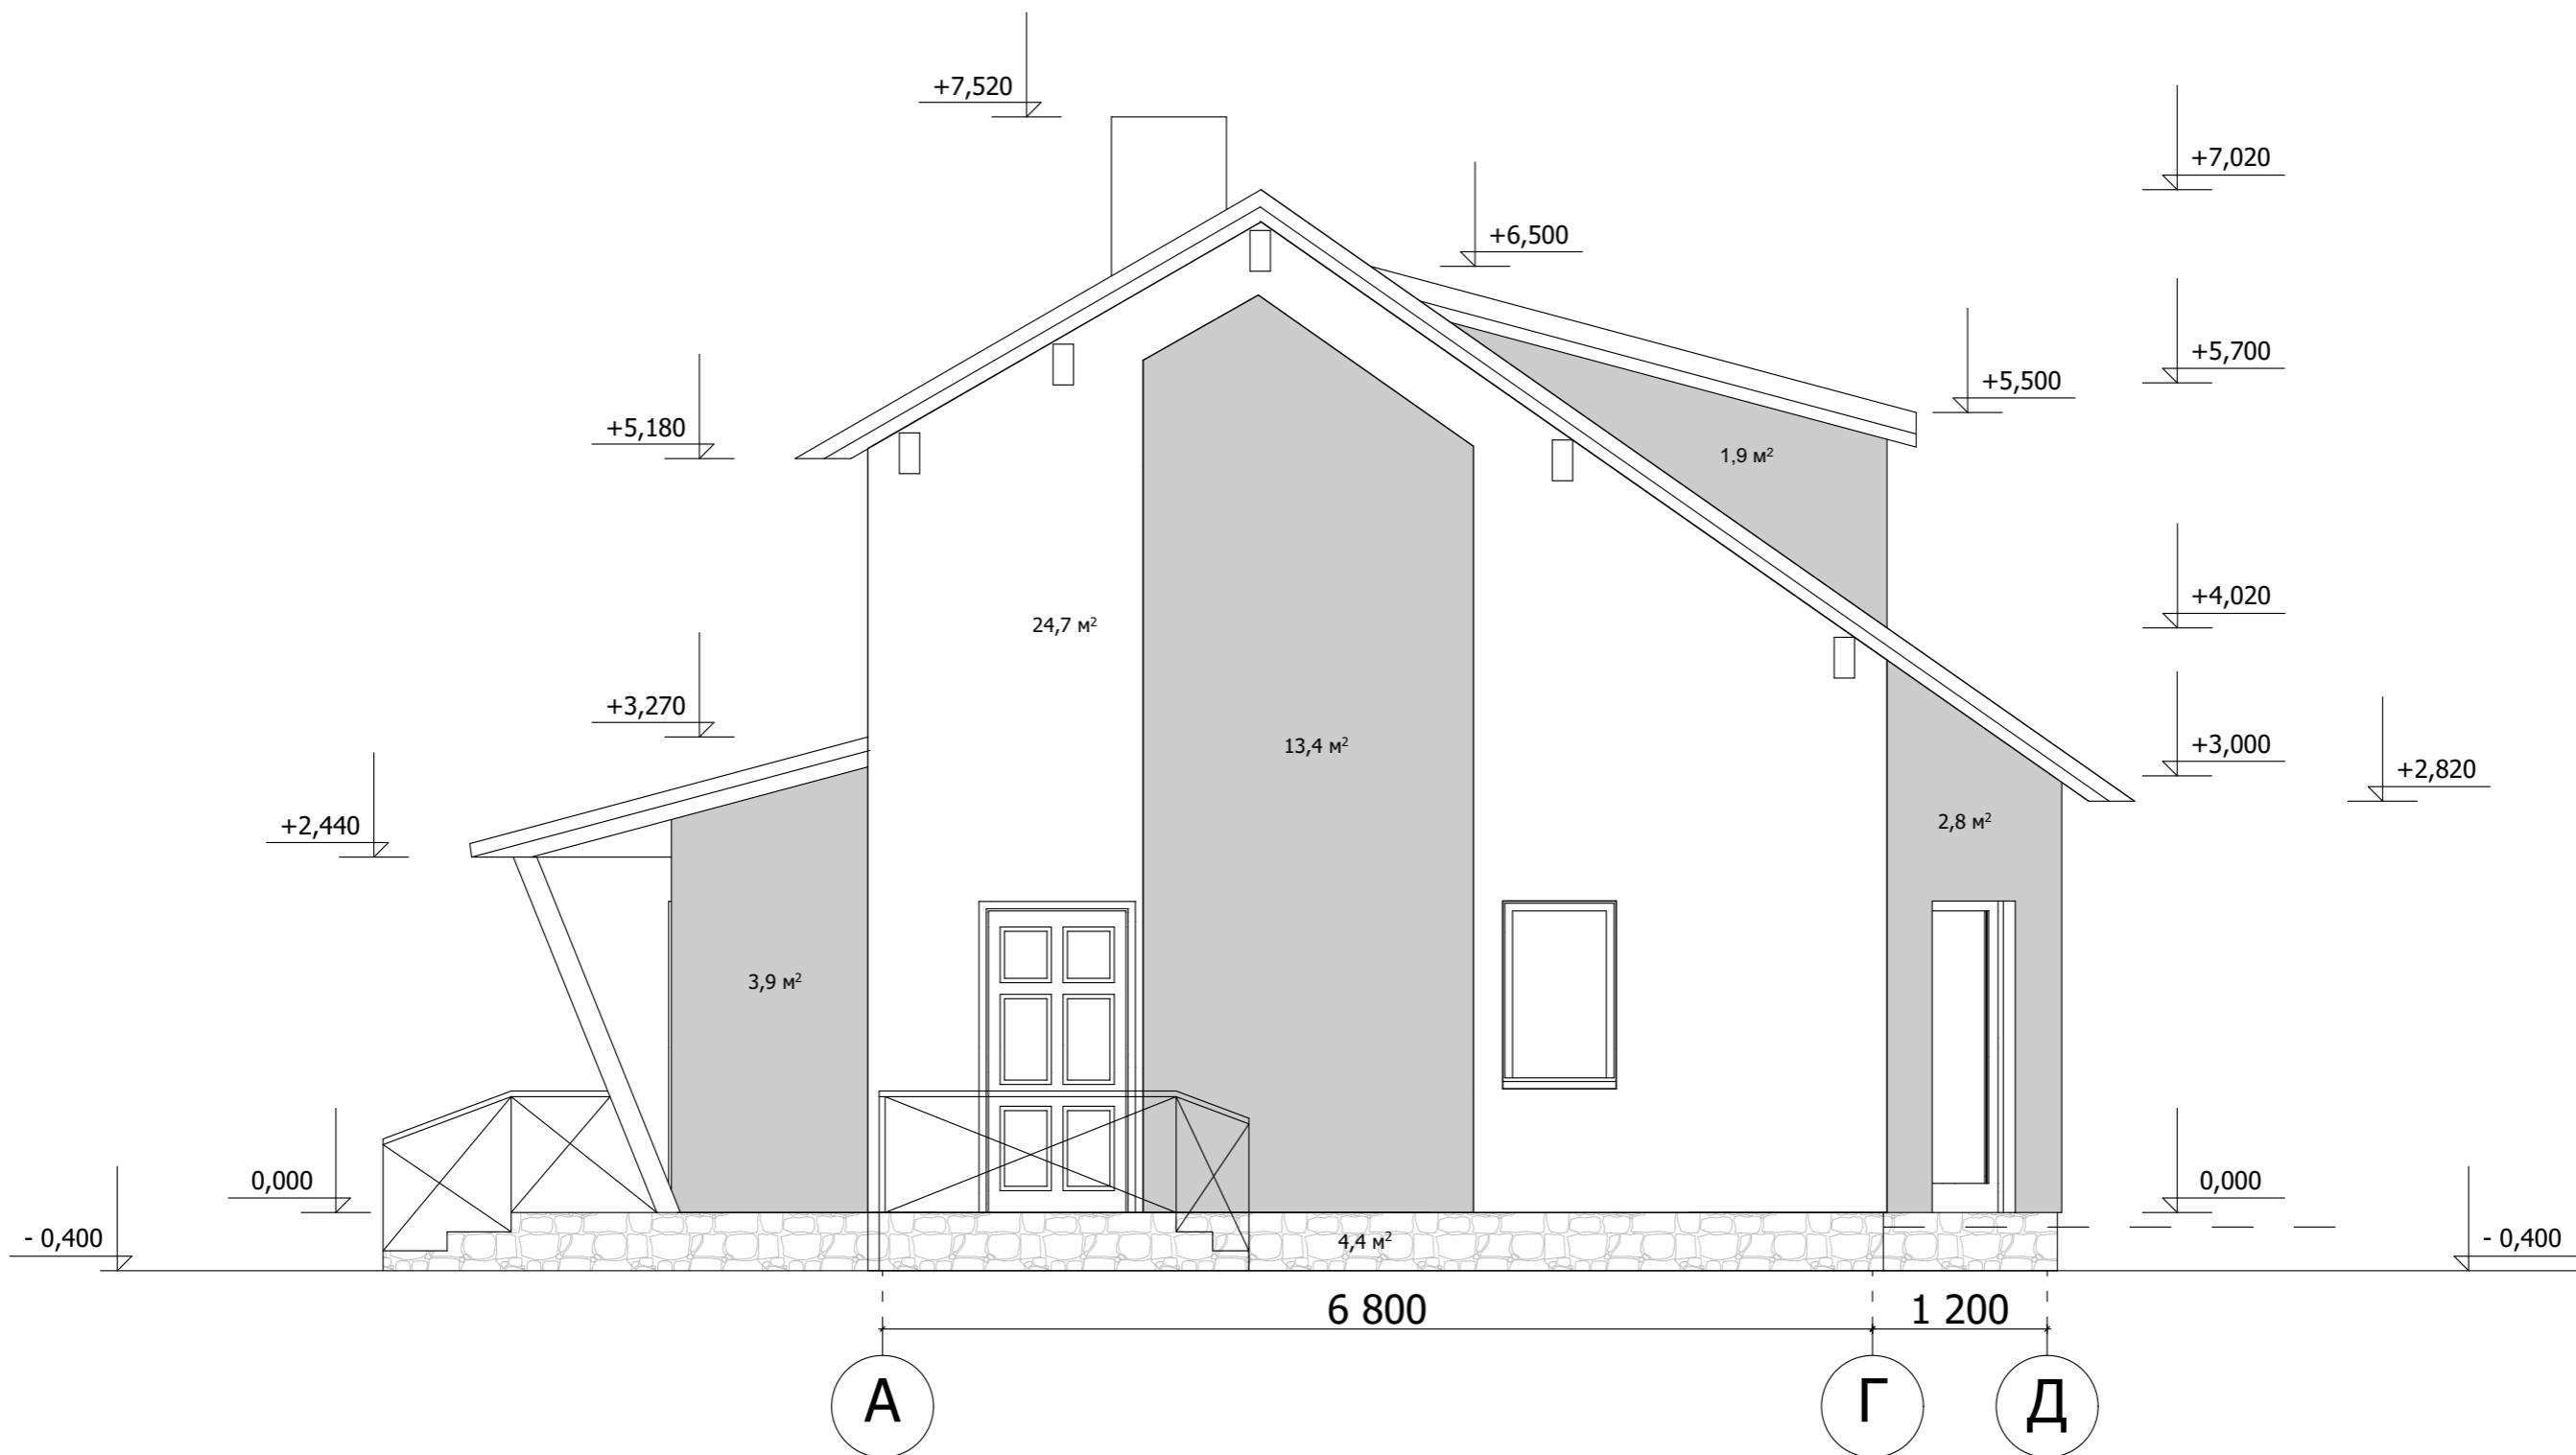 +7,520
+7,020
+6,500
+5,700
+5,500
+5,180
1,9 м²
+4,020
24,7 м²
+3,270
13,4 м²
+3,000
+2,820
+2,440
2,8 м²
3,9 м²
0,000
0,000
- 0,400
4,4 м²
- 0,400
6 800
1 200
А
Г
Д